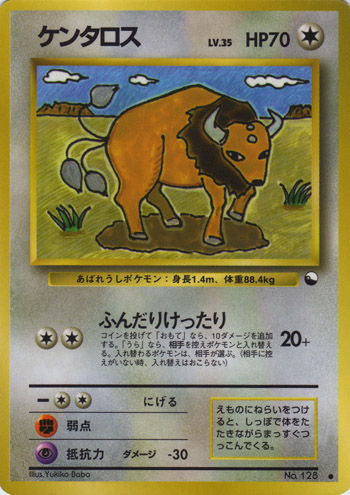 ケンタロス LV.35 HP70
あばれうしポケモン：身長1.4m、体重88.4kg
ふんだりけったり 20+
コインを投げて「おもて」なら、10ダメージを追加
する。「うら」なら、相手を控えポケモンと入れ替え
る。入れ替わるポケモンは、相手が選ぶ。（相手に控
えがいない時、入れ替えはおこらない）
にげる
弱点
抵抗力 ダメージ -30
えものにねらいをつけ
ると、しっぽで体をた
たきながらまっすぐつ
っこんでくる。
Illus.Yukiko Baba
No.128